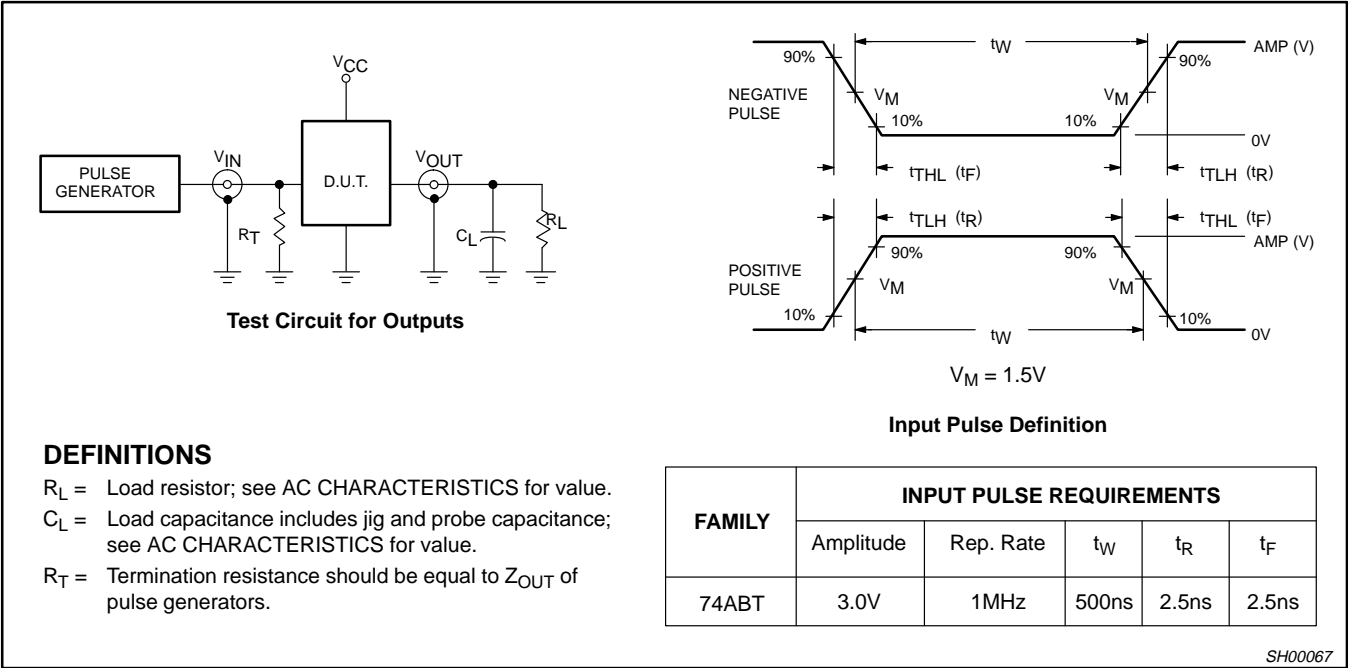 VCC
PULSE
GENERATOR
VIN
D.U.T.
VOUT
RT
CL
RL
Test Circuit for Outputs
90%
tW
90%
AMP (V)
NEGATIVE
PULSE
VM
VM
10%
10%
0V
tTHL (tF)
tTLH (tR)
tTLH (tR)
tTHL (tF)
AMP (V)
90%
90%
POSITIVE
PULSE
VM
VM
10%
10%
tW
0V
VM = 1.5V
Input Pulse Definition
DEFINITIONS
RL = Load resistor; see AC CHARACTERISTICS for value.
CL = Load capacitance includes jig and probe capacitance;
see AC CHARACTERISTICS for value.
RT = Termination resistance should be equal to ZOUT of
pulse generators.
FAMILY
INPUT PULSE REQUIREMENTS
Amplitude Rep. Rate tW tR tF
74ABT 3.0V 1MHz 500ns 2.5ns 2.5ns
SH00067